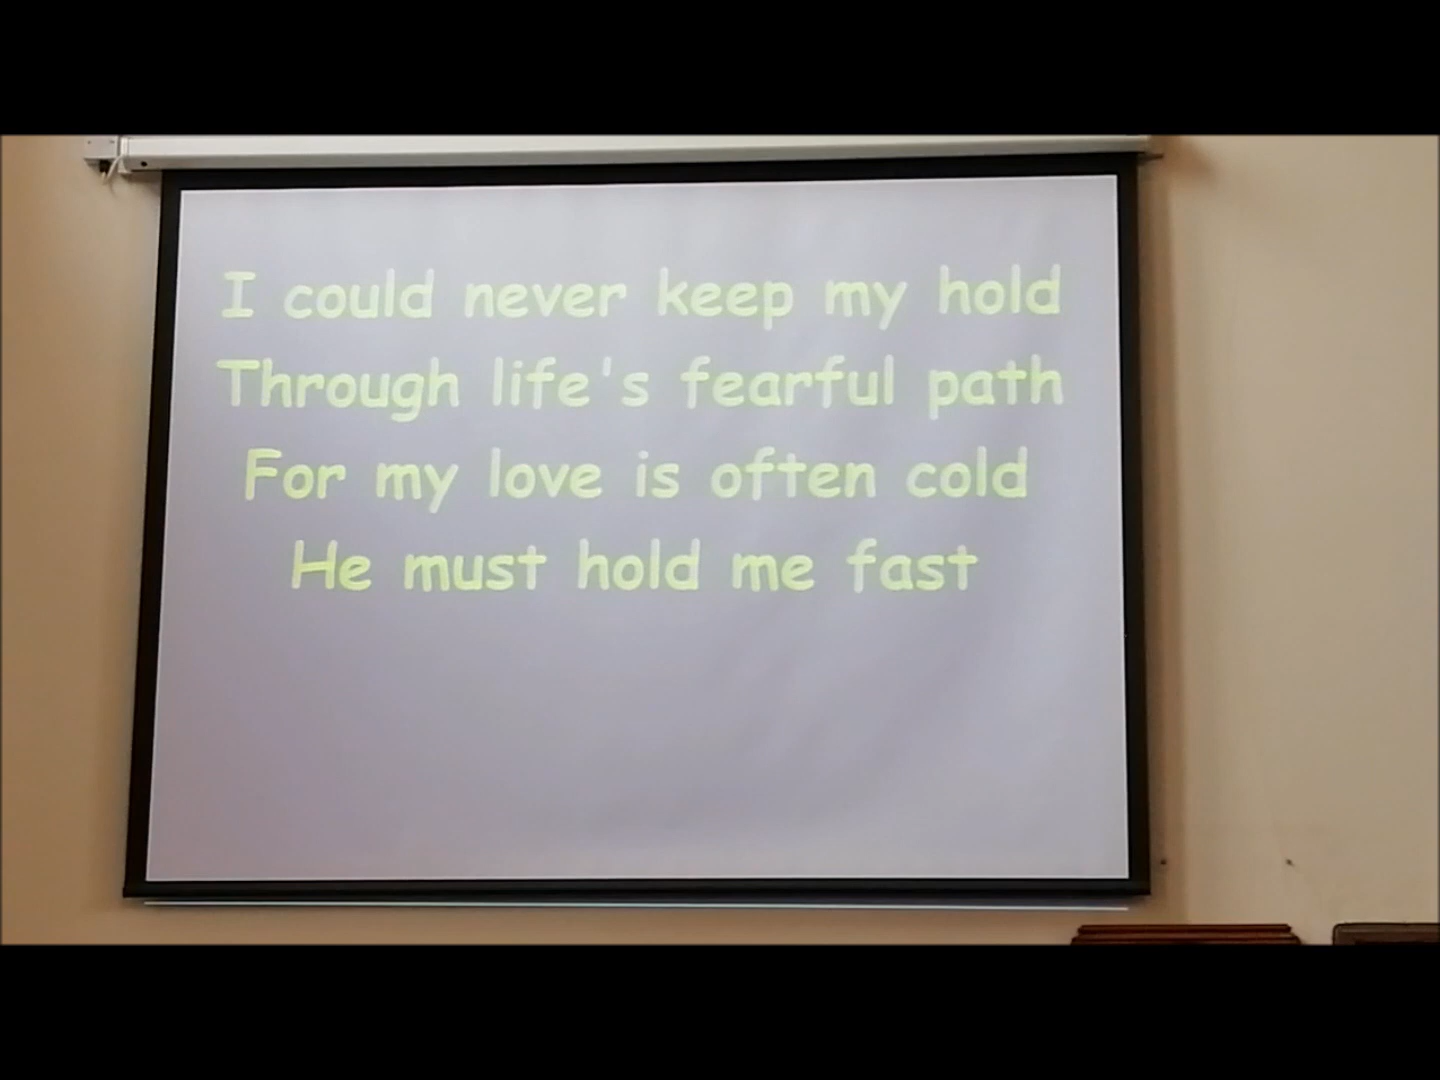 I could never keep my hold
Through life's fearful path
For my love is often cold
He must hold me fast